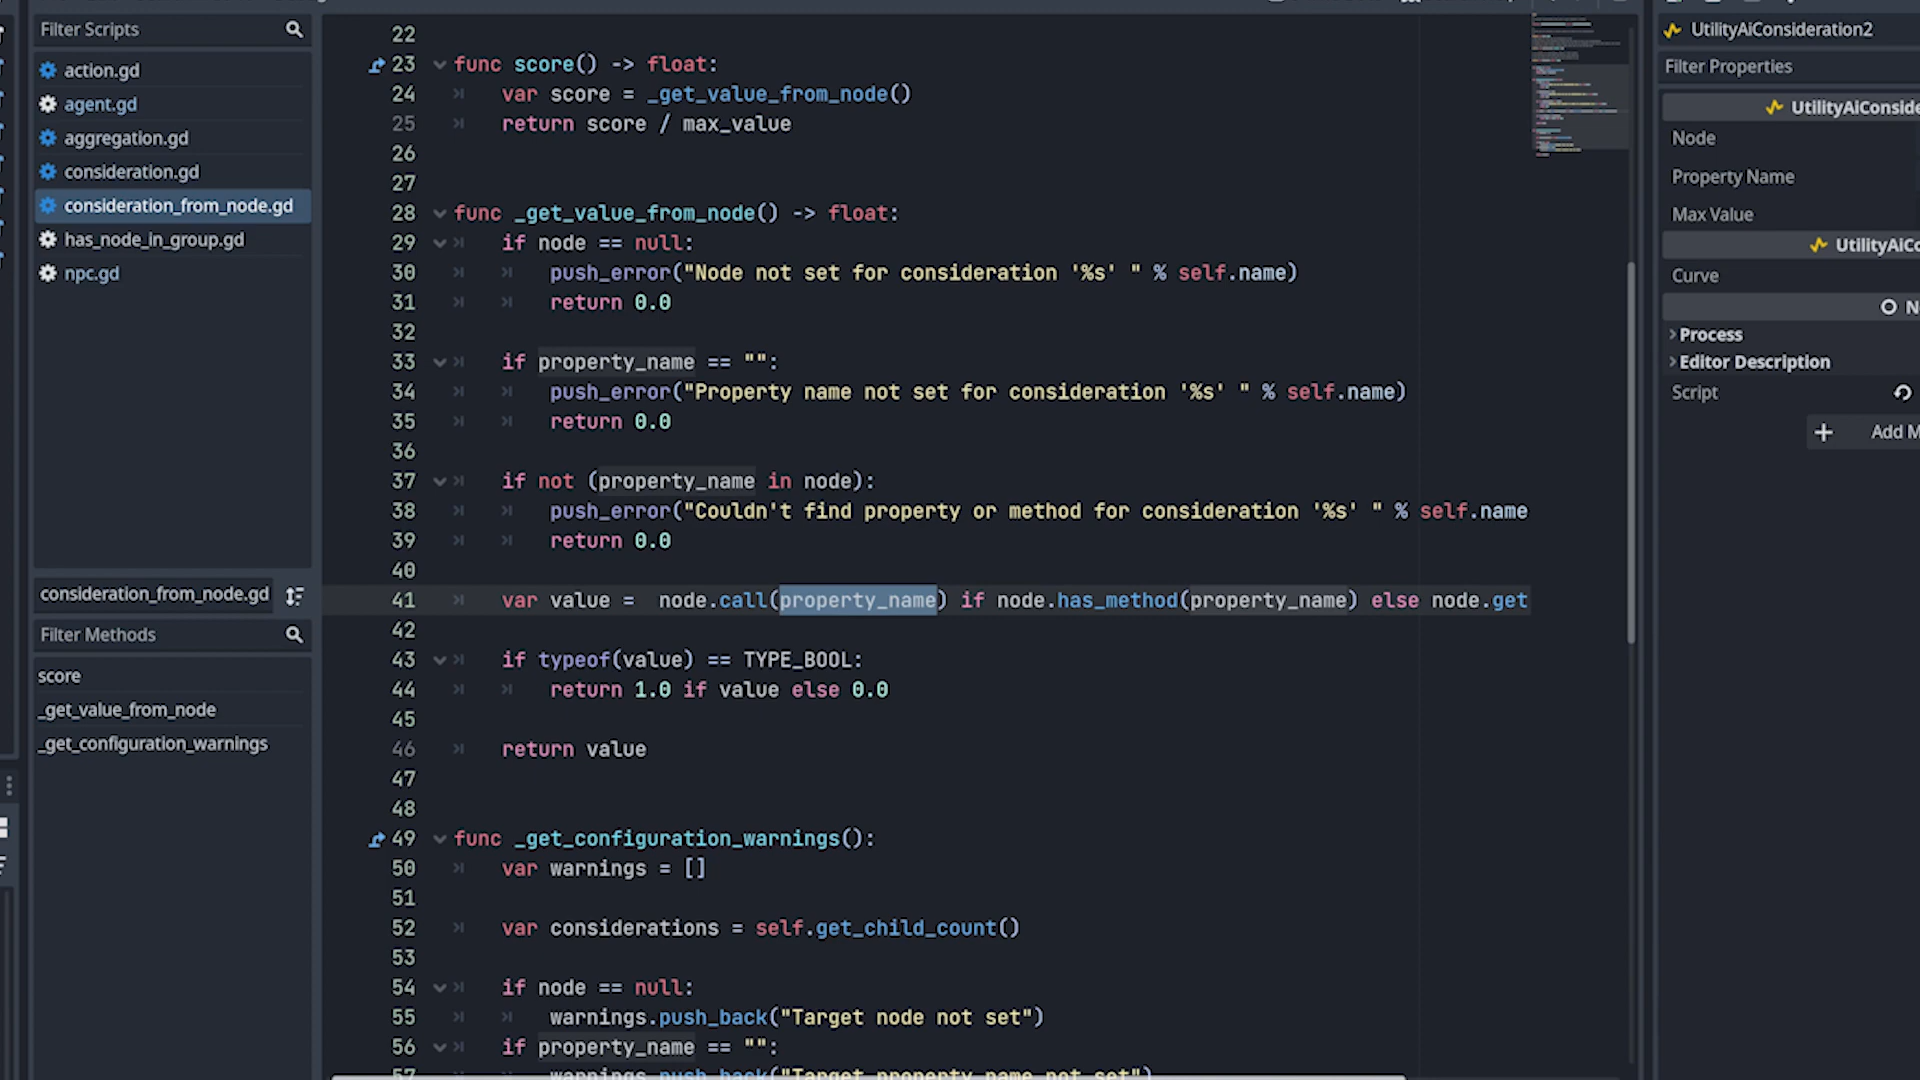 Filter Scripts
action.gd
agent.gd
aggregation.gd
consideration.gd
consideration_from_node.gd
has_node_in_group.gd
npc.gd
consideration_from_node.gd
Filter Methods
score
_get_value_from_node
_get_configuration_warnings
22
23 func score() -> float:
24 var score = _get_value_from_node()
25 return score / max_value
26
27
28 func _get_value_from_node() -> float:
29 if node == null:
30 push_error("Node not set for consideration '%s' " % self.name)
31 return 0.0
32
33 if property_name == "":
34 push_error("Property name not set for consideration '%s' " % self.name)
35 return 0.0
36
37 if not (property_name in node):
38 push_error("Couldn't find property or method for consideration '%s' " % self.name
39 return 0.0
40
41 var value =  node.call(property_name) if node.has_method(property_name) else node.get
42
43 if typeof(value) == TYPE_BOOL:
44 return 1.0 if value else 0.0
45
46 return value
47
48
49 func _get_configuration_warnings():
50 var warnings = []
51
52 var considerations = self.get_child_count()
53
54 if node == null:
55 warnings.push_back("Target node not set")
56 if property_name == "":
57 warnings.push_back("Target property name not set")
UtilityAiConsideration2
Filter Properties
UtilityAiConside
Node
Property Name
Max Value
UtilityAiCo
Curve
N
Process
Editor Description
Script
Add M